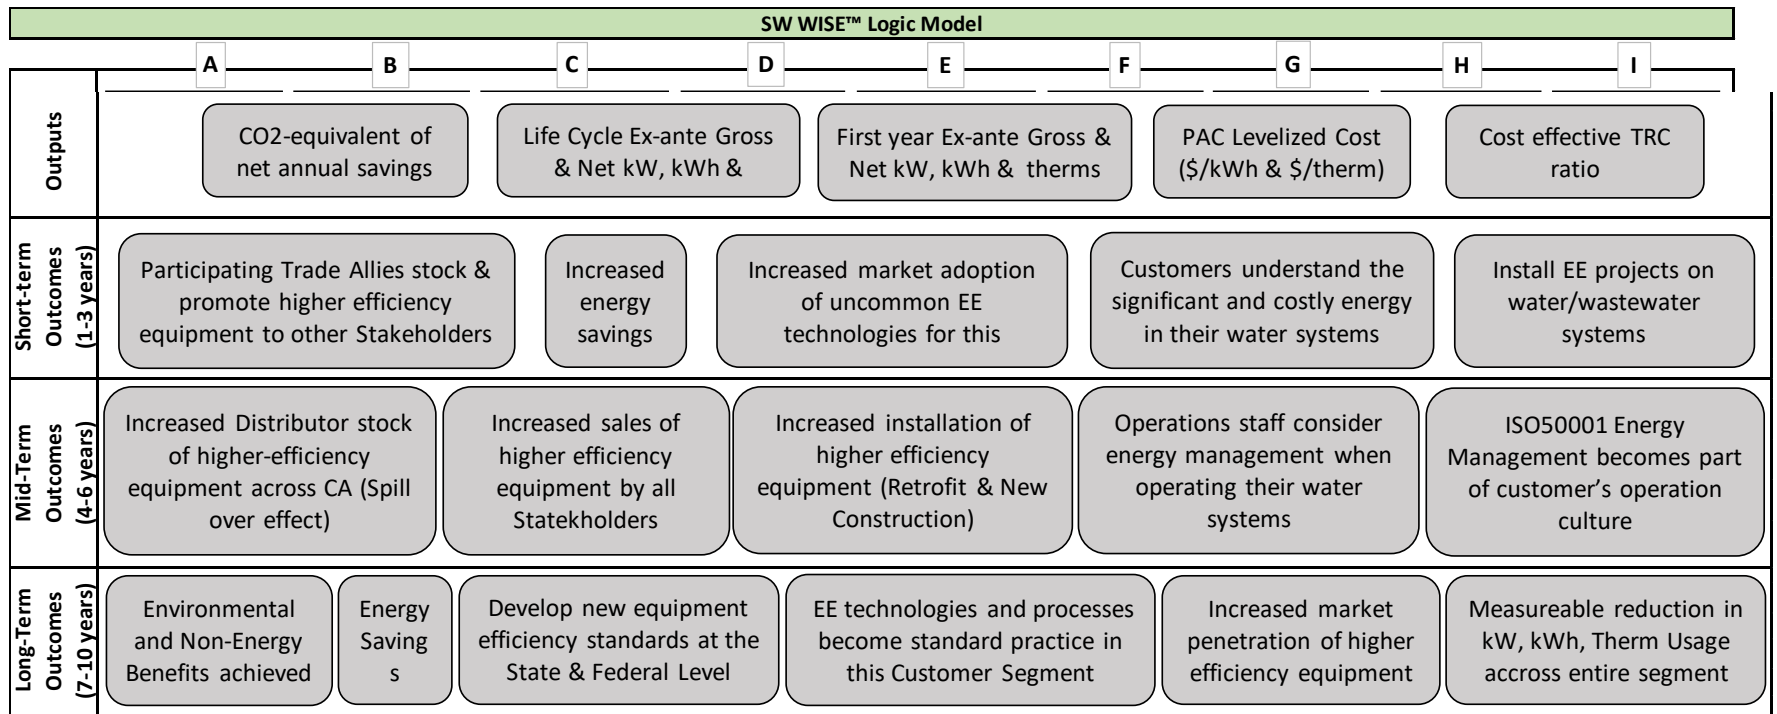 SW WISE™ Logic Model
A B C D E F G H I
Outputs
CO2-equivalent of
net annual savings
Life Cycle Ex-ante Gross
& Net kW, kWh &
First year Ex-ante Gross &
Net kW, kWh & therms
PAC Levelized Cost
($/kWh & $/therm)
Cost effective TRC
ratio
Short-term
Outcomes
(1-3 years)
Participating Trade Allies stock &
promote higher efficiency
equipment to other Stakeholders
Increased
energy
savings
Increased market adoption
of uncommon EE
technologies for this
Customers understand the
significant and costly energy
in their water systems
Install EE projects on
water/wastewater
systems
Mid-Term
Outcomes
(4-6 years)
Increased Distributor stock
of higher-efficiency
equipment across CA (Spill
over effect)
Increased sales of
higher efficiency
equipment by all
Statekholders
Increased installation of
higher efficiency
equipment (Retrofit & New
Construction)
Operations staff consider
energy management when
operating their water
systems
ISO50001 Energy
Management becomes part
of customer’s operation
culture
Long-Term
Outcomes
(7-10 years)
Environmental
and Non-Energy
Benefits achieved
Energy
Saving
s
Develop new equipment
efficiency standards at the
State & Federal Level
EE technologies and processes
become standard practice in
this Customer Segment
Increased market
penetration of higher
efficiency equipment
Measureable reduction in
kW, kWh, Therm Usage
accross entire segment